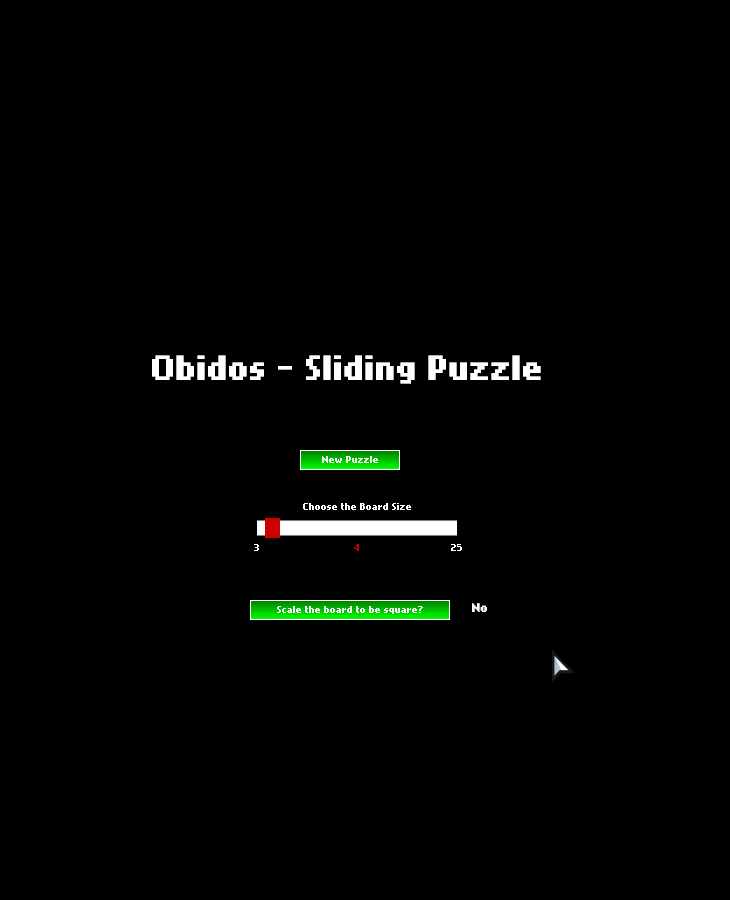 Obidos - Sliding Puzzle
New Puzzle
Choose the Board Size
3 4 25
Scale the board to be square? No